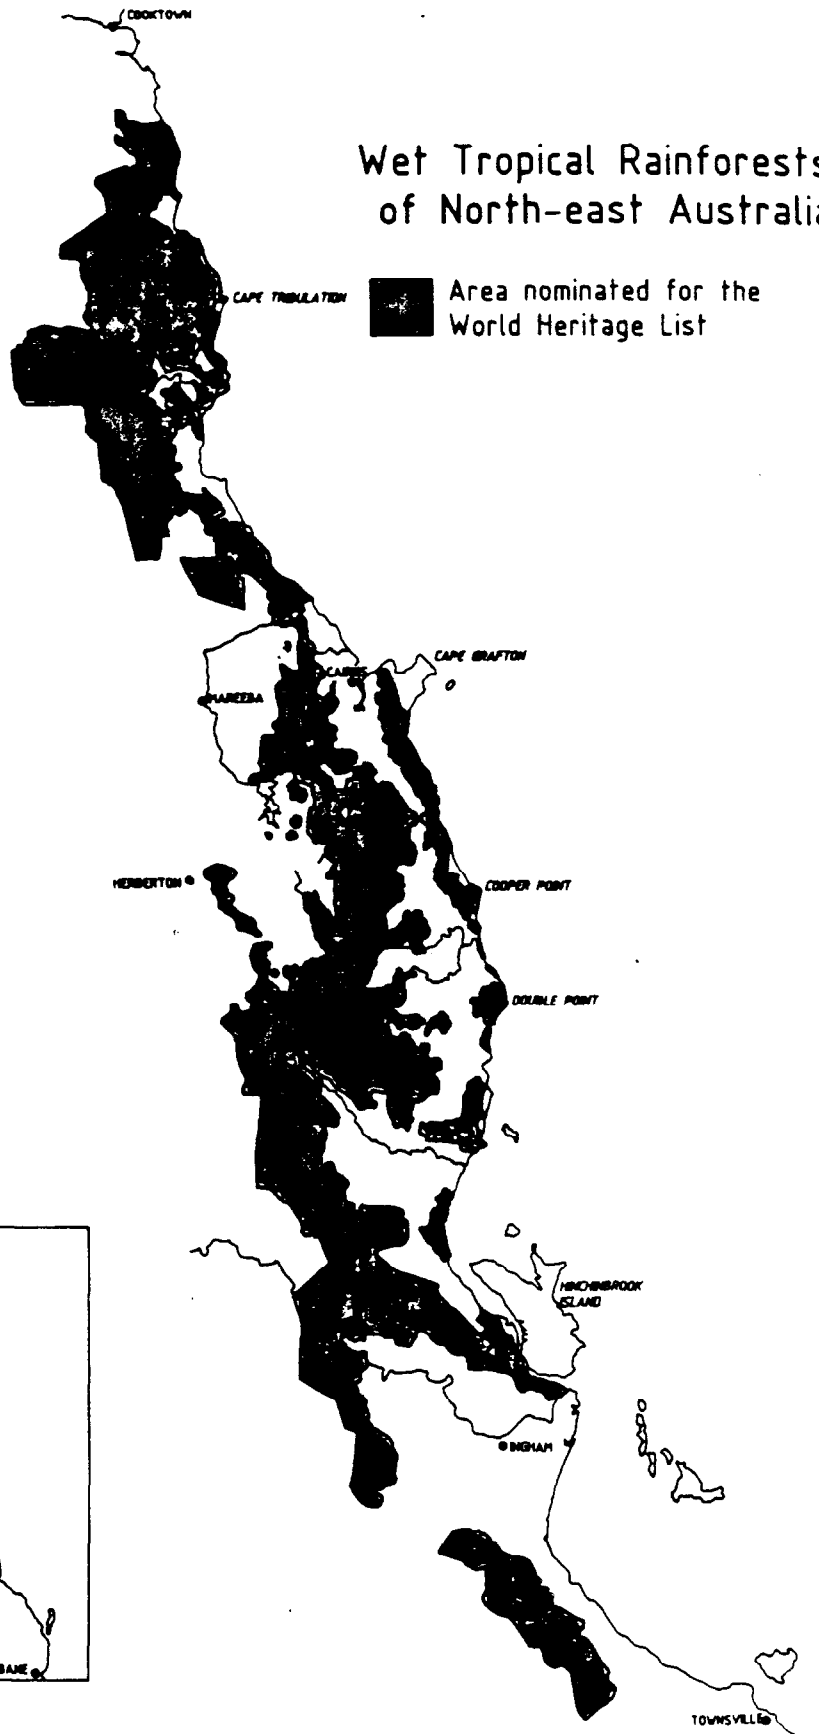 COOKTOWN
Wet Tropical Rainforests
of North-east Australia
CAPE TRIBULATION
Area nominated for the
World Heritage List
CAPE GRAFTON
CAIRNS
MAREEBA
HERBERTON
COOPER POINT
DOUBLE POINT
HINCHINBROOK
ISLAND
INGHAM
BANE
TOWNSVILLE